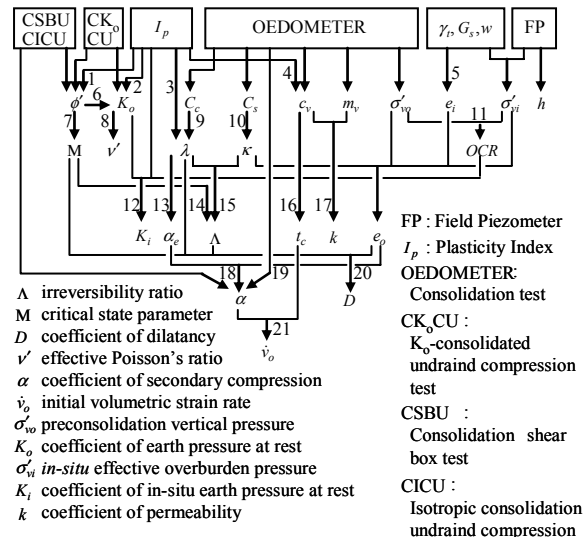 CSBU CK₀ Iₚ OEDOMETER γₜ, Gₛ, w FP
CICU CU
1 2 3 4 5
ϕ′ 6 Kₒ C꜀ Cₛ cᵥ mᵥ σ′ᵥₒ eᵢ σ′ᵥᵢ h
7 8 9 10 11
M ν′ λ κ OCR
12 13 14 15 16 17
Kᵢ αₑ Λ t꜀ k eₒ
18 19 20
α D
21
v̇ₒ
Λ irreversibility ratio
M critical state parameter
D coefficient of dilatancy
ν′ effective Poisson's ratio
α coefficient of secondary compression
v̇ₒ initial volumetric strain rate
σ′ᵥₒ preconsolidation vertical pressure
Kₒ coefficient of earth pressure at rest
σ′ᵥᵢ in-situ effective overburden pressure
Kᵢ coefficient of in-situ earth pressure at rest
k coefficient of permeability
FP : Field Piezometer
Iₚ : Plasticity Index
OEDOMETER:
Consolidation test
CKₒCU :
Kₒ-consolidated
undraind compression
test
CSBU :
Consolidation shear
box test
CICU :
Isotropic consolidation
undraind compression